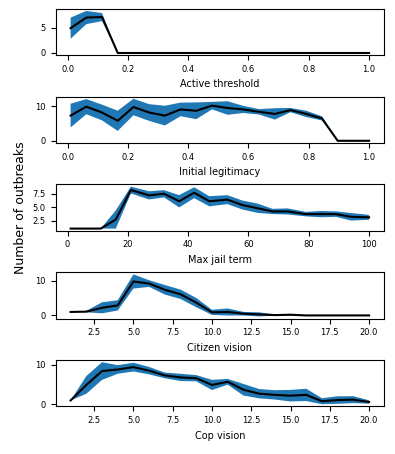 Number of outbreaks
5
0
0.0 0.2 0.4 0.6 0.8 1.0
Active threshold
10
0
0.0 0.2 0.4 0.6 0.8 1.0
Initial legitimacy
7.5
5.0
2.5
0 20 40 60 80 100
Max jail term
10
0
2.5 5.0 7.5 10.0 12.5 15.0 17.5 20.0
Citizen vision
10
0
2.5 5.0 7.5 10.0 12.5 15.0 17.5 20.0
Cop vision